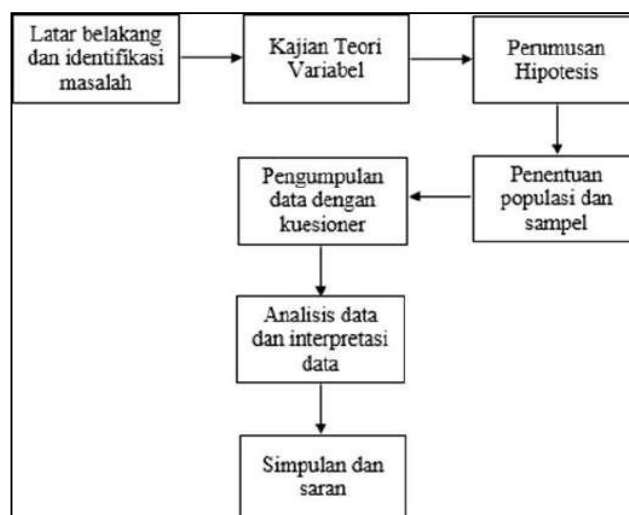 Latar belakang
dan identifikasi
masalah
Kajian Teori
Variabel
Perumusan
Hipotesis
Penentuan
populasi dan
sampel
Pengumpulan
data dengan
kuesioner
Analisis data
dan interpretasi
data
Simpulan dan
saran